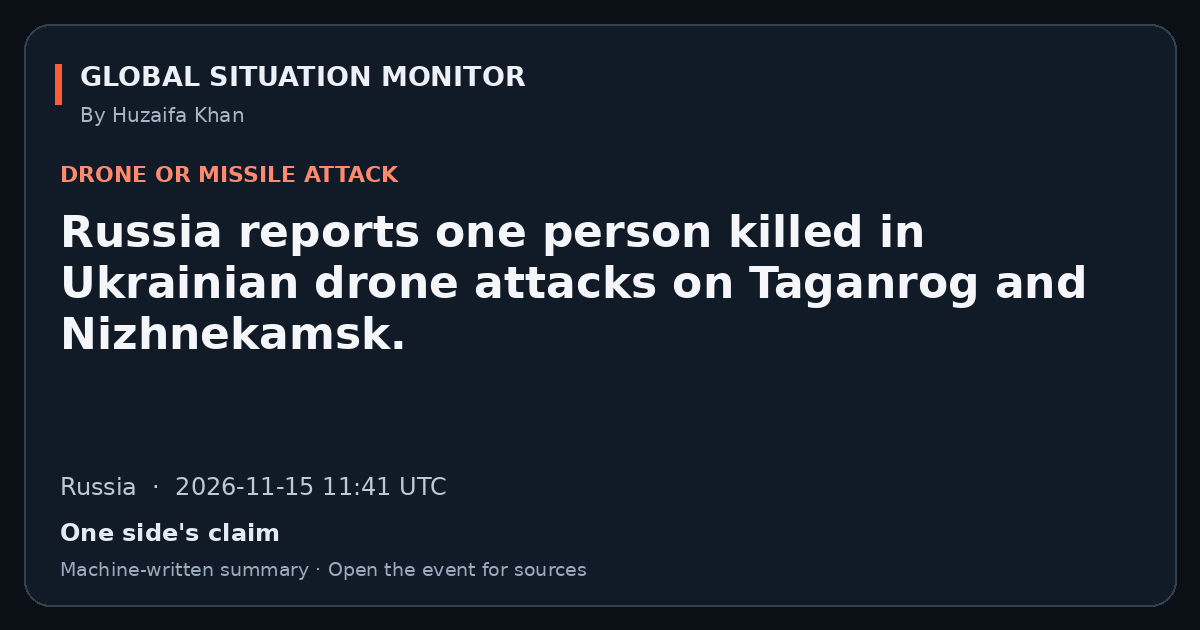 GLOBAL SITUATION MONITOR
By Huzaifa Khan
DRONE OR MISSILE ATTACK
Russia reports one person killed in
Ukrainian drone attacks on Taganrog and
Nizhnekamsk.
Russia · 2026-11-15 11:41 UTC
One side's claim
Machine-written summary · Open the event for sources